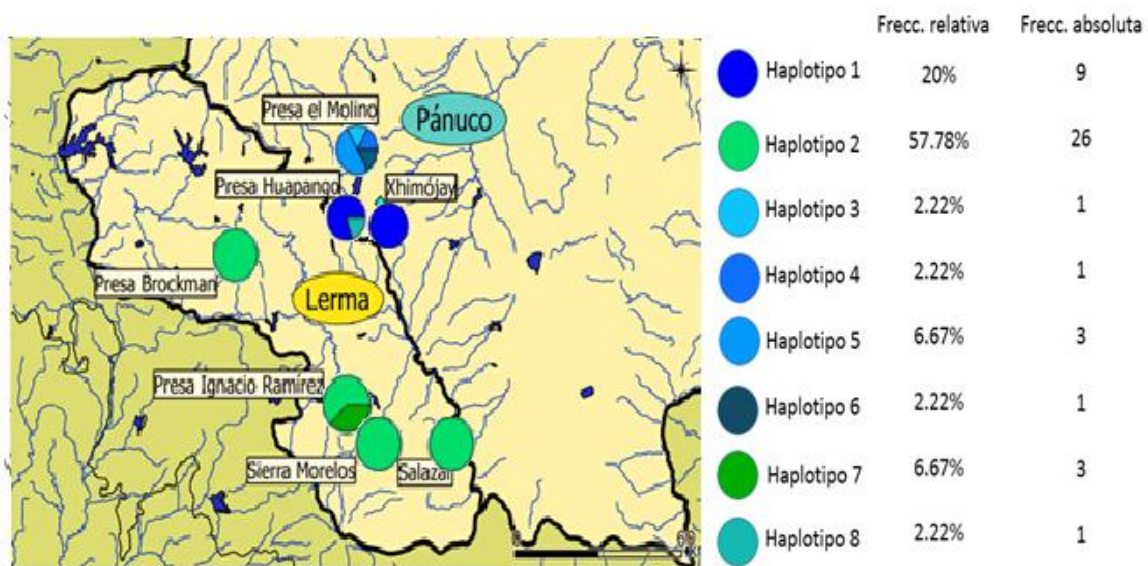 Frecc. relativa Frecc. absoluta
Haplotipo 1 20% 9
Haplotipo 2 57.78% 26
Haplotipo 3 2.22% 1
Haplotipo 4 2.22% 1
Haplotipo 5 6.67% 3
Haplotipo 6 2.22% 1
Haplotipo 7 6.67% 3
Haplotipo 8 2.22% 1
Presa el Molino
Pánuco
Presa Huapango
Xhimójay
Presa Brockman
Lerma
Presa Ignacio Ramírez
Sierra Morelos
Salazar